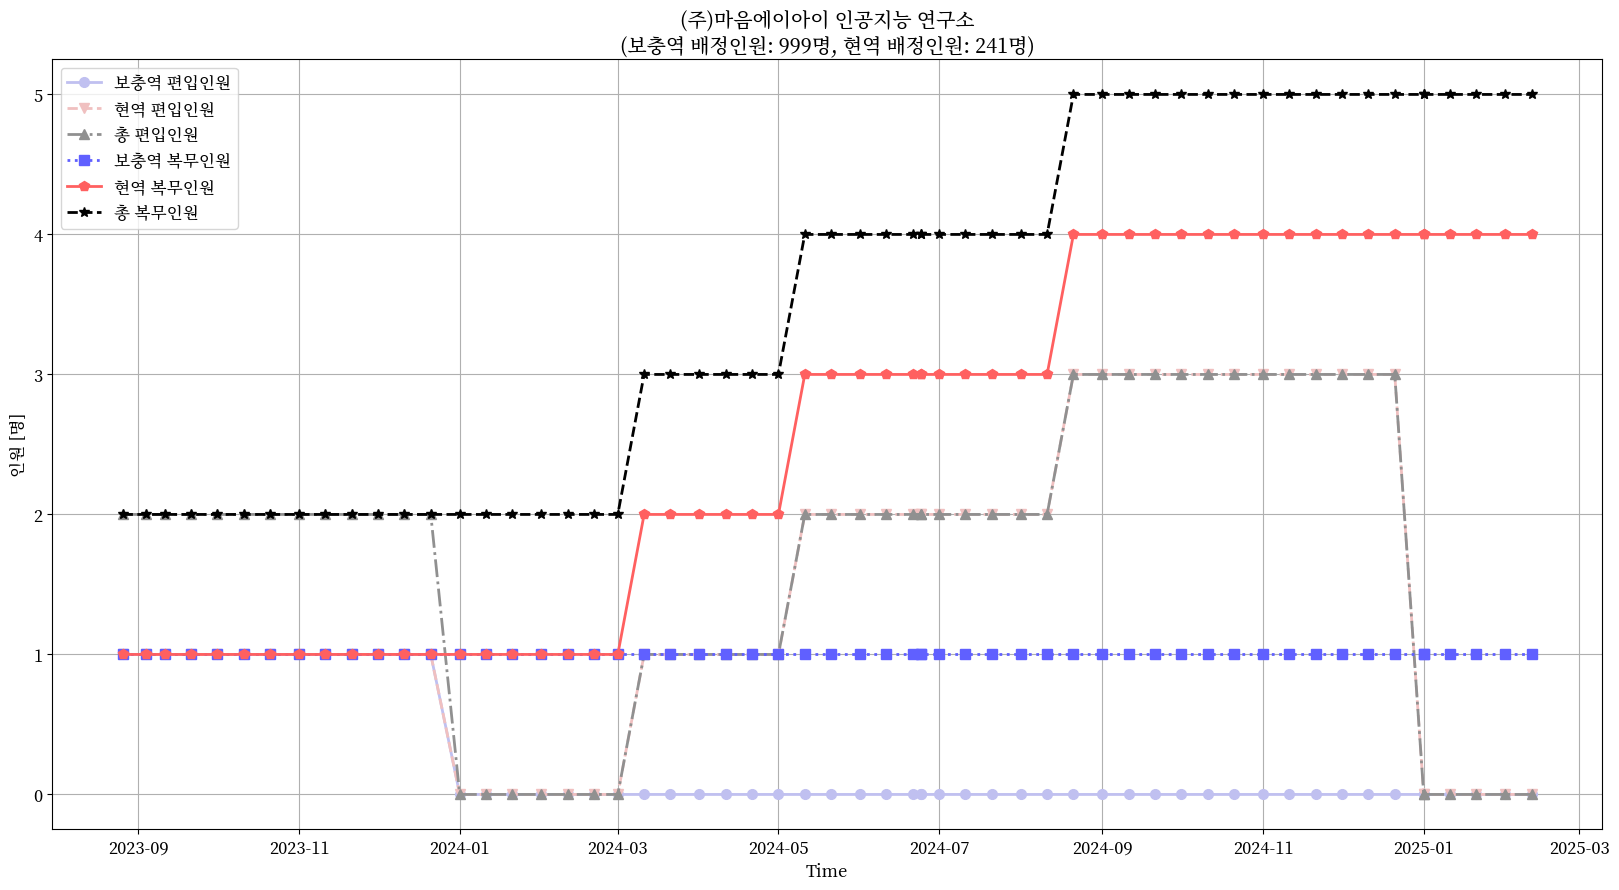 (주)마음에이아이 인공지능 연구소
(보충역 배정인원: 999명, 현역 배정인원: 241명)
보충역 편입인원
현역 편입인원
총 편입인원
보충역 복무인원
현역 복무인원
총 복무인원
인원 [명]
5
4
3
2
1
0
2023-09
2023-11
2024-01
2024-03
2024-05
2024-07
2024-09
2024-11
2025-01
2025-03
Time